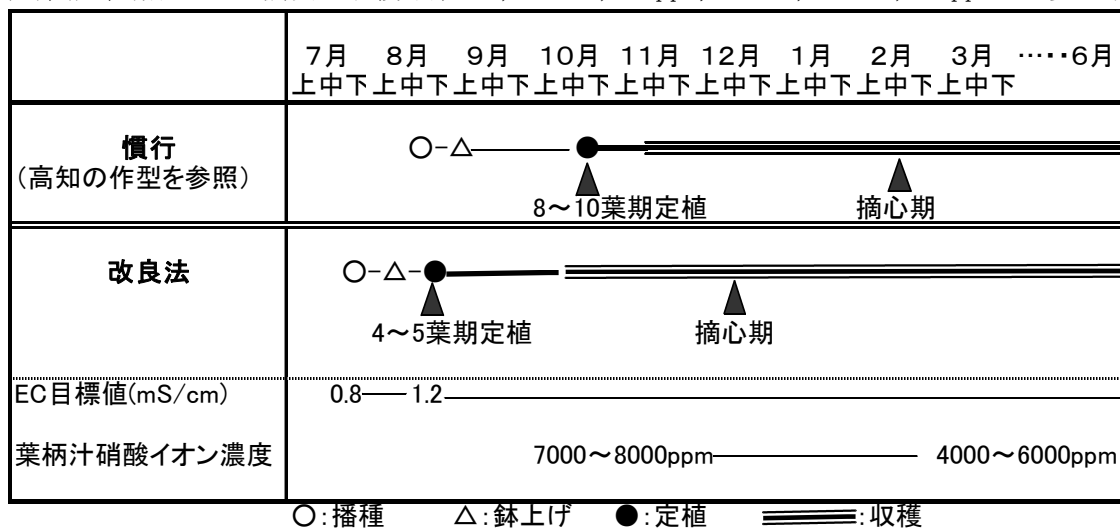 7月 8月 9月 10月 11月 12月 1月 2月 3月 ‥‥‥6月
上中下上中下上中下上中下上中下上中下上中下上中下上中下
慣行
（高知の作型を参照）
8～10葉期定植 摘心期
改良法
4～5葉期定植 摘心期
EC目標値(mS/cm) 0.8 1.2
葉柄汁硝酸イオン濃度 7000～8000ppm 4000～6000ppm
○:播種 △:鉢上げ ●:定植 :収穫